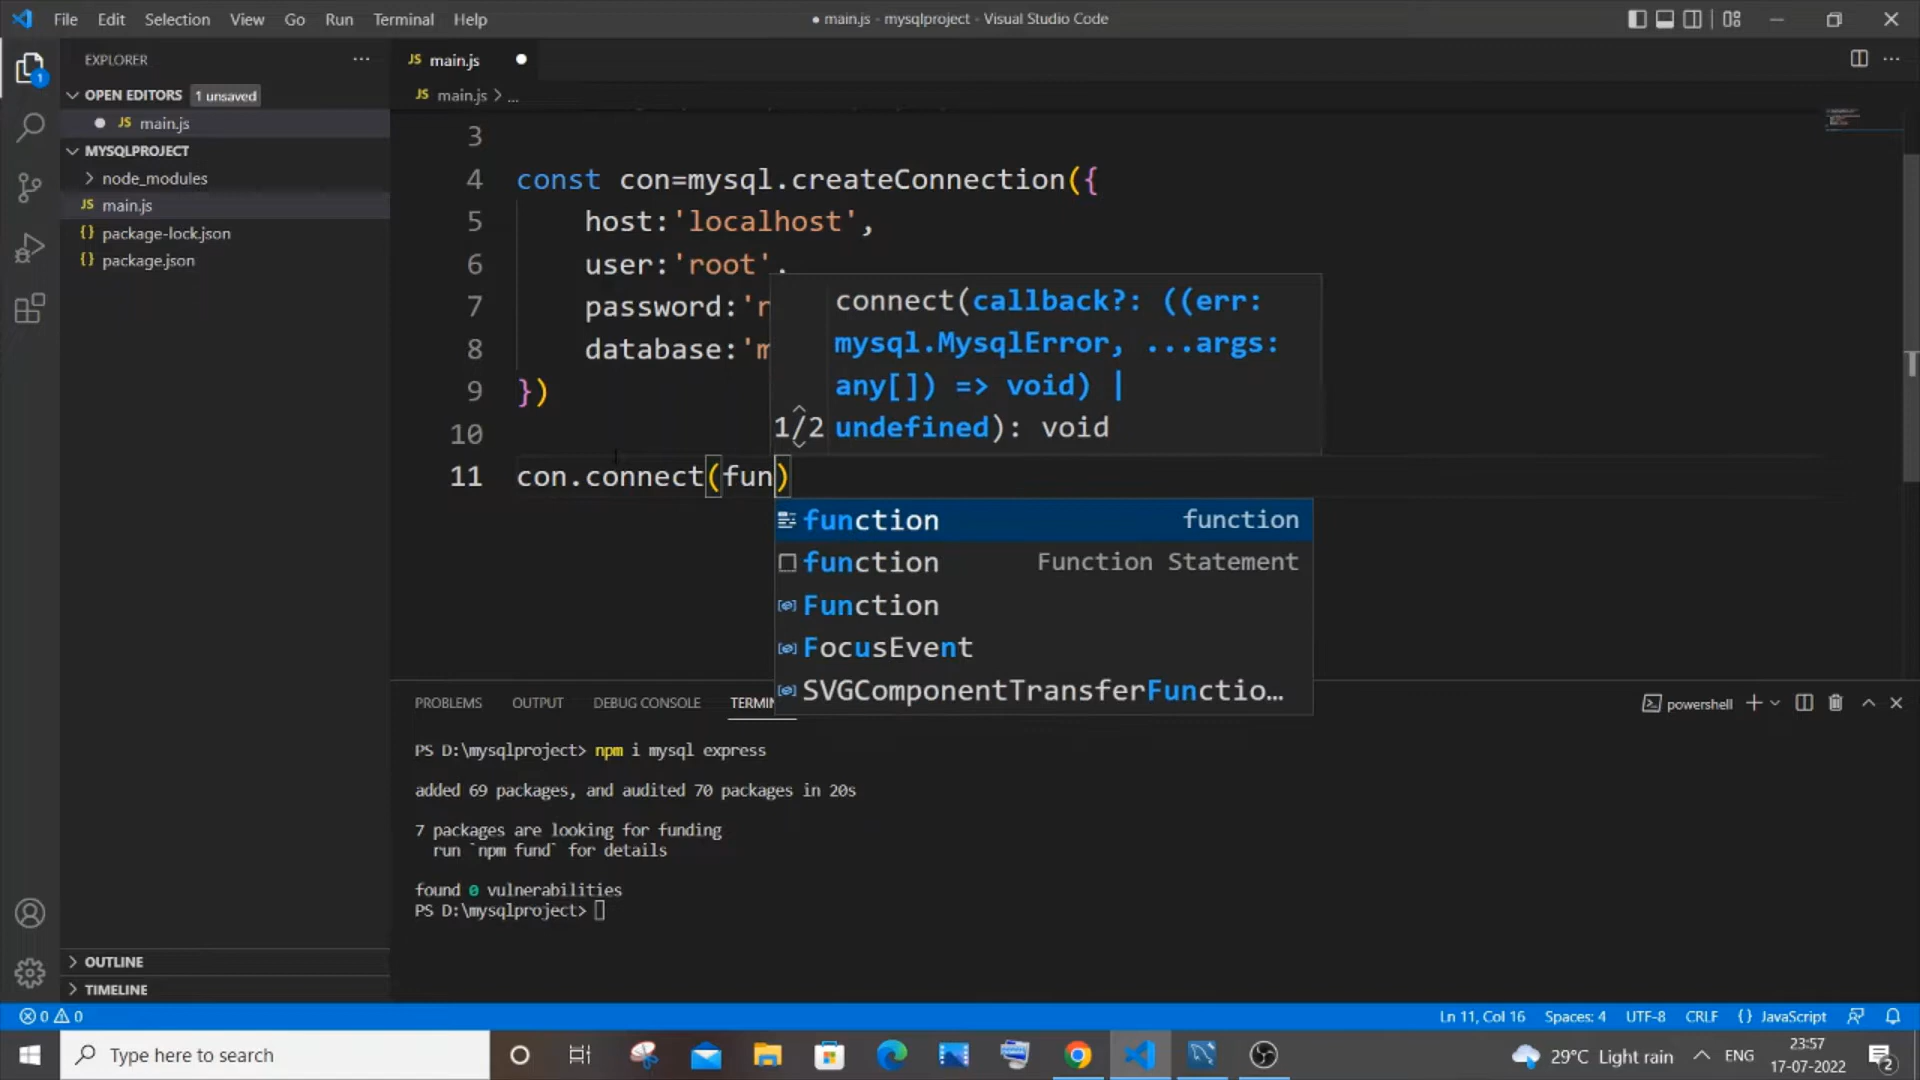 File Edit Selection View Go Run Terminal Help
● main.js - mysqlproject - Visual Studio Code
EXPLORER
OPEN EDITORS 1 unsaved
JS main.js
MYSQLPROJECT
node_modules
JS main.js
{} package-lock.json
{} package.json
OUTLINE
TIMELINE
1
JS main.js
JS main.js > ...
3
4 const con=mysql.createConnection({
5 host:'localhost',
6 user:'root',
7 password:'r
8 database:'m
9 })
10
11 con.connect(fun)
connect(callback?: ((err:
mysql.MysqlError, ...args:
any[]) => void) |
1/2 undefined): void
function function
function Function Statement
Function
FocusEvent
SVGComponentTransferFunctio...
PROBLEMS OUTPUT DEBUG CONSOLE TERMIN
powershell
PS D:\mysqlproject> npm i mysql express
added 69 packages, and audited 70 packages in 20s
7 packages are looking for funding
run `npm fund` for details
found 0 vulnerabilities
PS D:\mysqlproject>
0 0
Ln 11, Col 16 Spaces: 4 UTF-8 CRLF {} JavaScript
Type here to search
29°C Light rain
ENG
23:57
17-07-2022
2